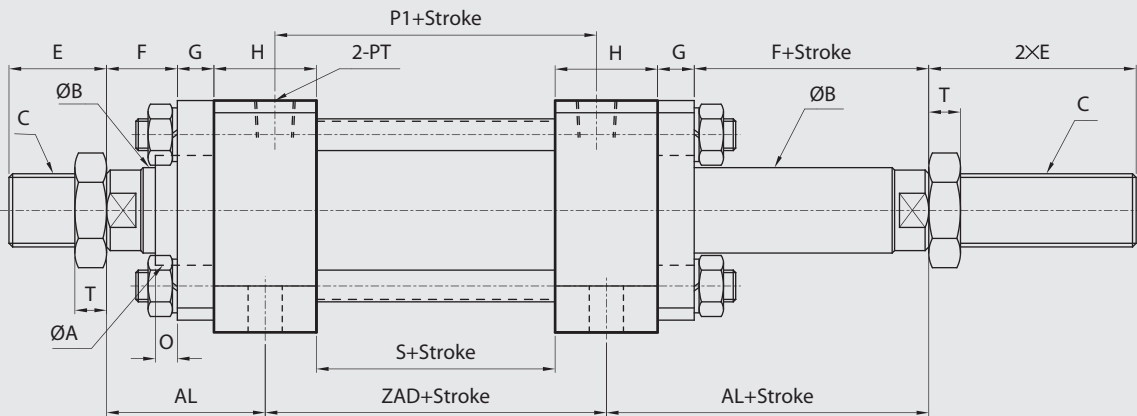 P1+Stroke
E
F
G
H
2-PT
H
G
F+Stroke
2×E
ØB
C
ØB
T
C
T
ØA
O
S+Stroke
AL
ZAD+Stroke
AL+Stroke